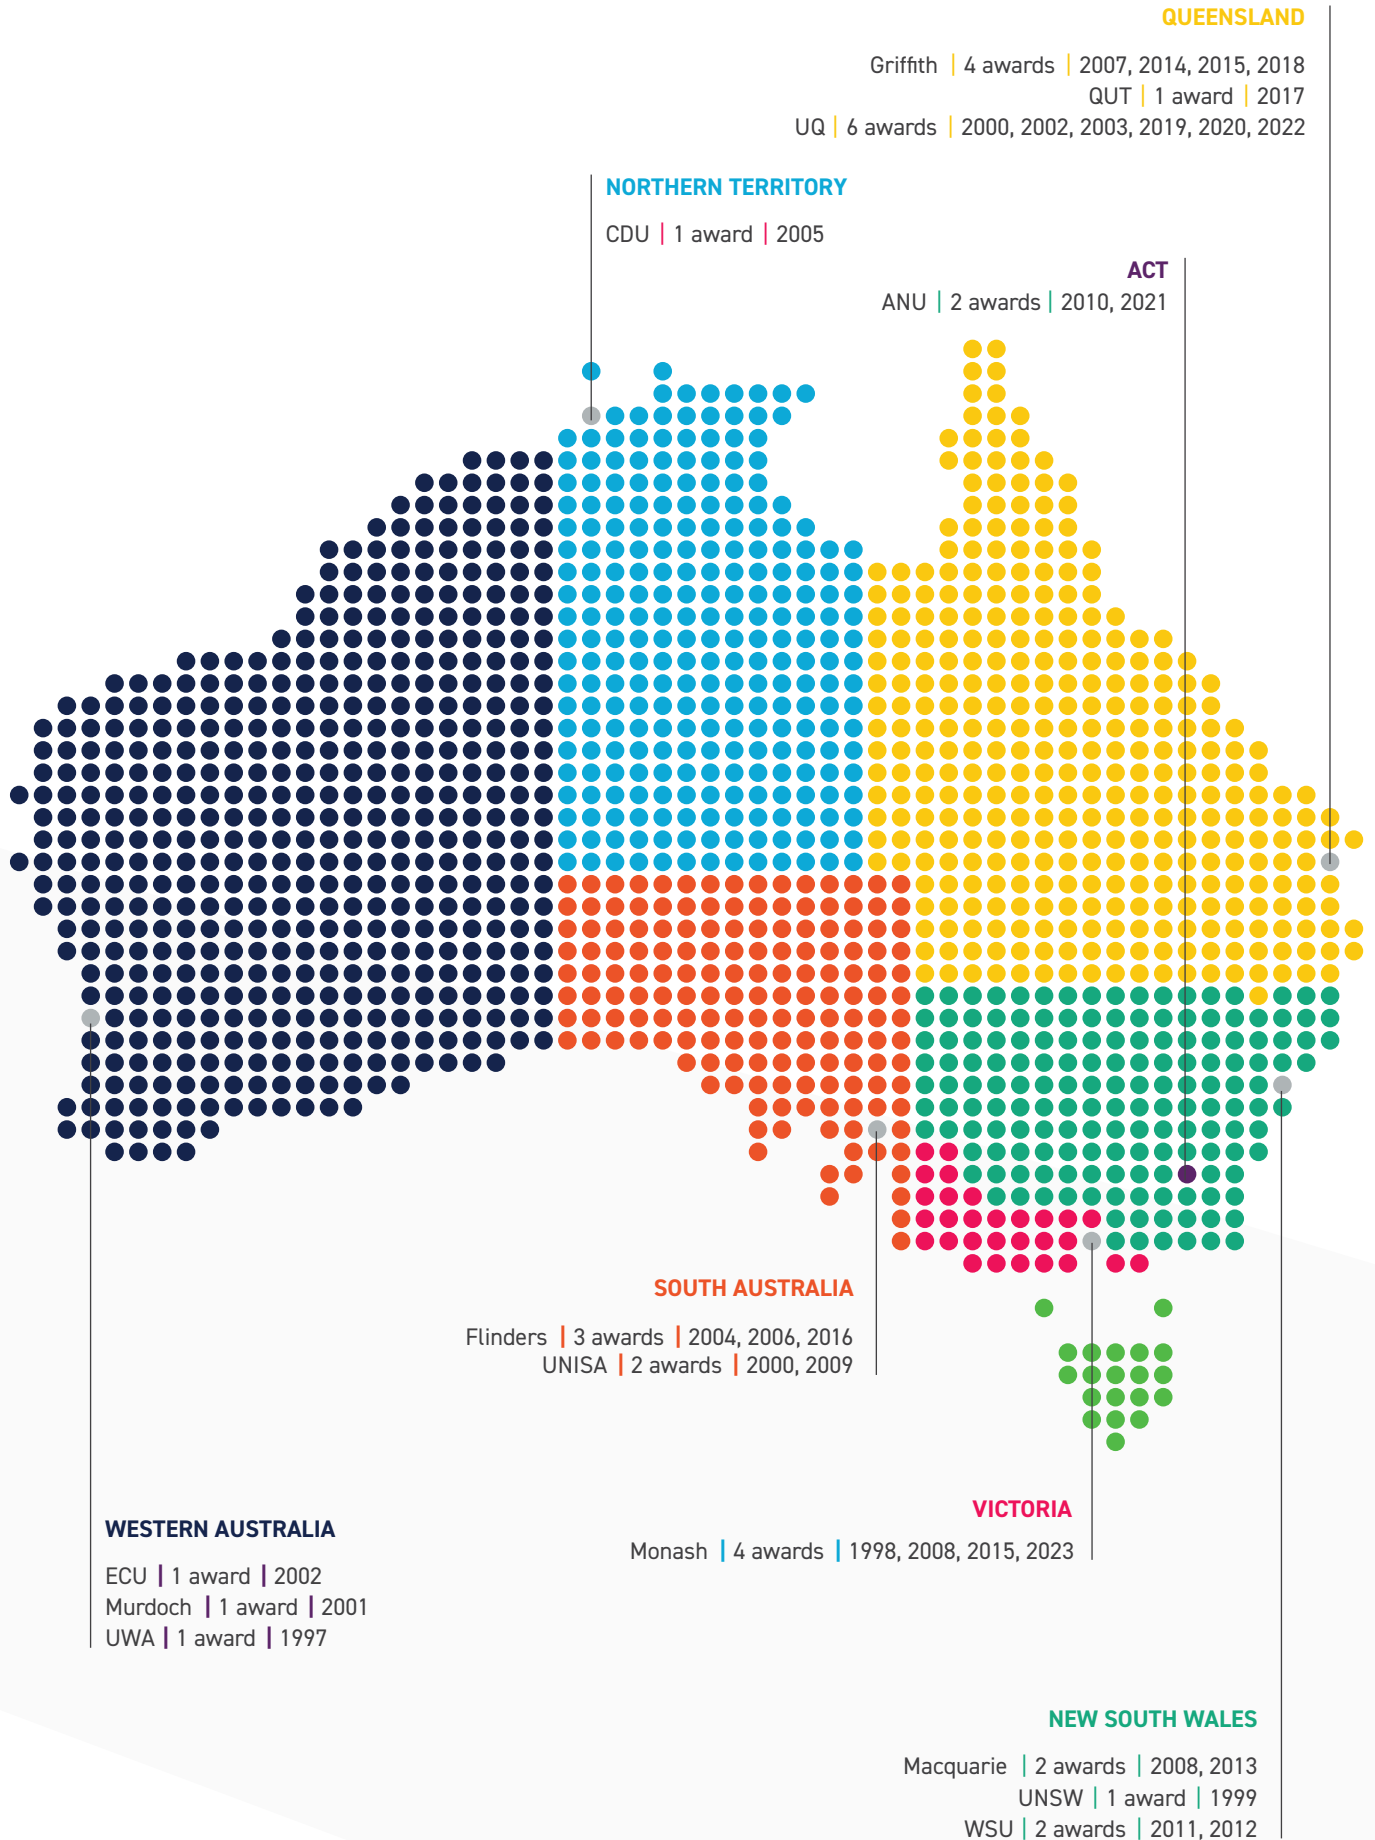 QUEENSLAND
Griffith | 4 awards | 2007, 2014, 2015, 2018
QUT | 1 award | 2017
UQ | 6 awards | 2000, 2002, 2003, 2019, 2020, 2022
NORTHERN TERRITORY
CDU | 1 award | 2005
ACT
ANU | 2 awards | 2010, 2021
SOUTH AUSTRALIA
Flinders | 3 awards | 2004, 2006, 2016
UNISA | 2 awards | 2000, 2009
VICTORIA
Monash | 4 awards | 1998, 2008, 2015, 2023
WESTERN AUSTRALIA
ECU | 1 award | 2002
Murdoch | 1 award | 2001
UWA | 1 award | 1997
NEW SOUTH WALES
Macquarie | 2 awards | 2008, 2013
UNSW | 1 award | 1999
WSU | 2 awards | 2011, 2012